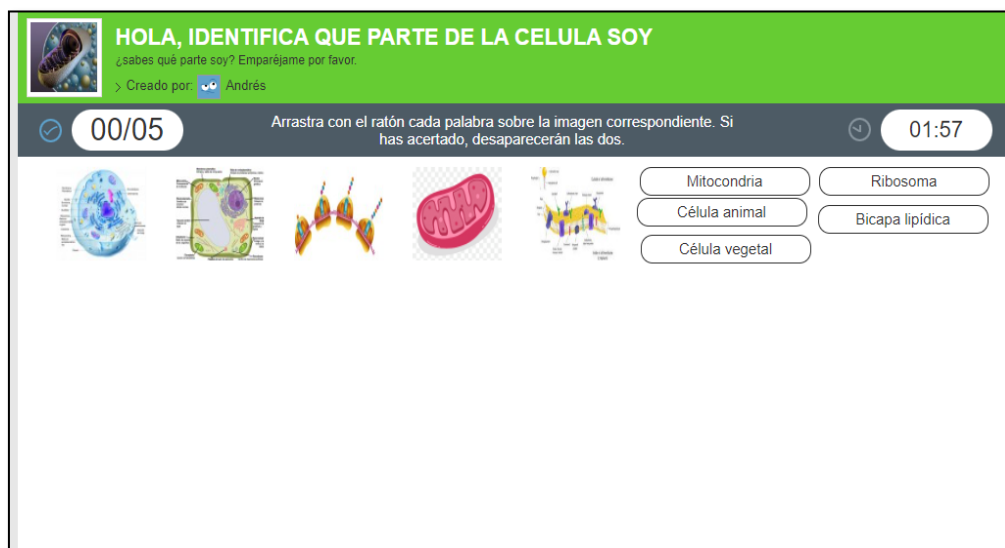 HOLA, IDENTIFICA QUE PARTE DE LA CELULA SOY
¿sabes qué parte soy? Emparéjame por favor.
> Creado por: Andrés
00/05
Arrastra con el ratón cada palabra sobre la imagen correspondiente. Si
has acertado, desaparecerán las dos.
01:57
Mitocondria
Ribosoma
Célula animal
Bicapa lipídica
Célula vegetal